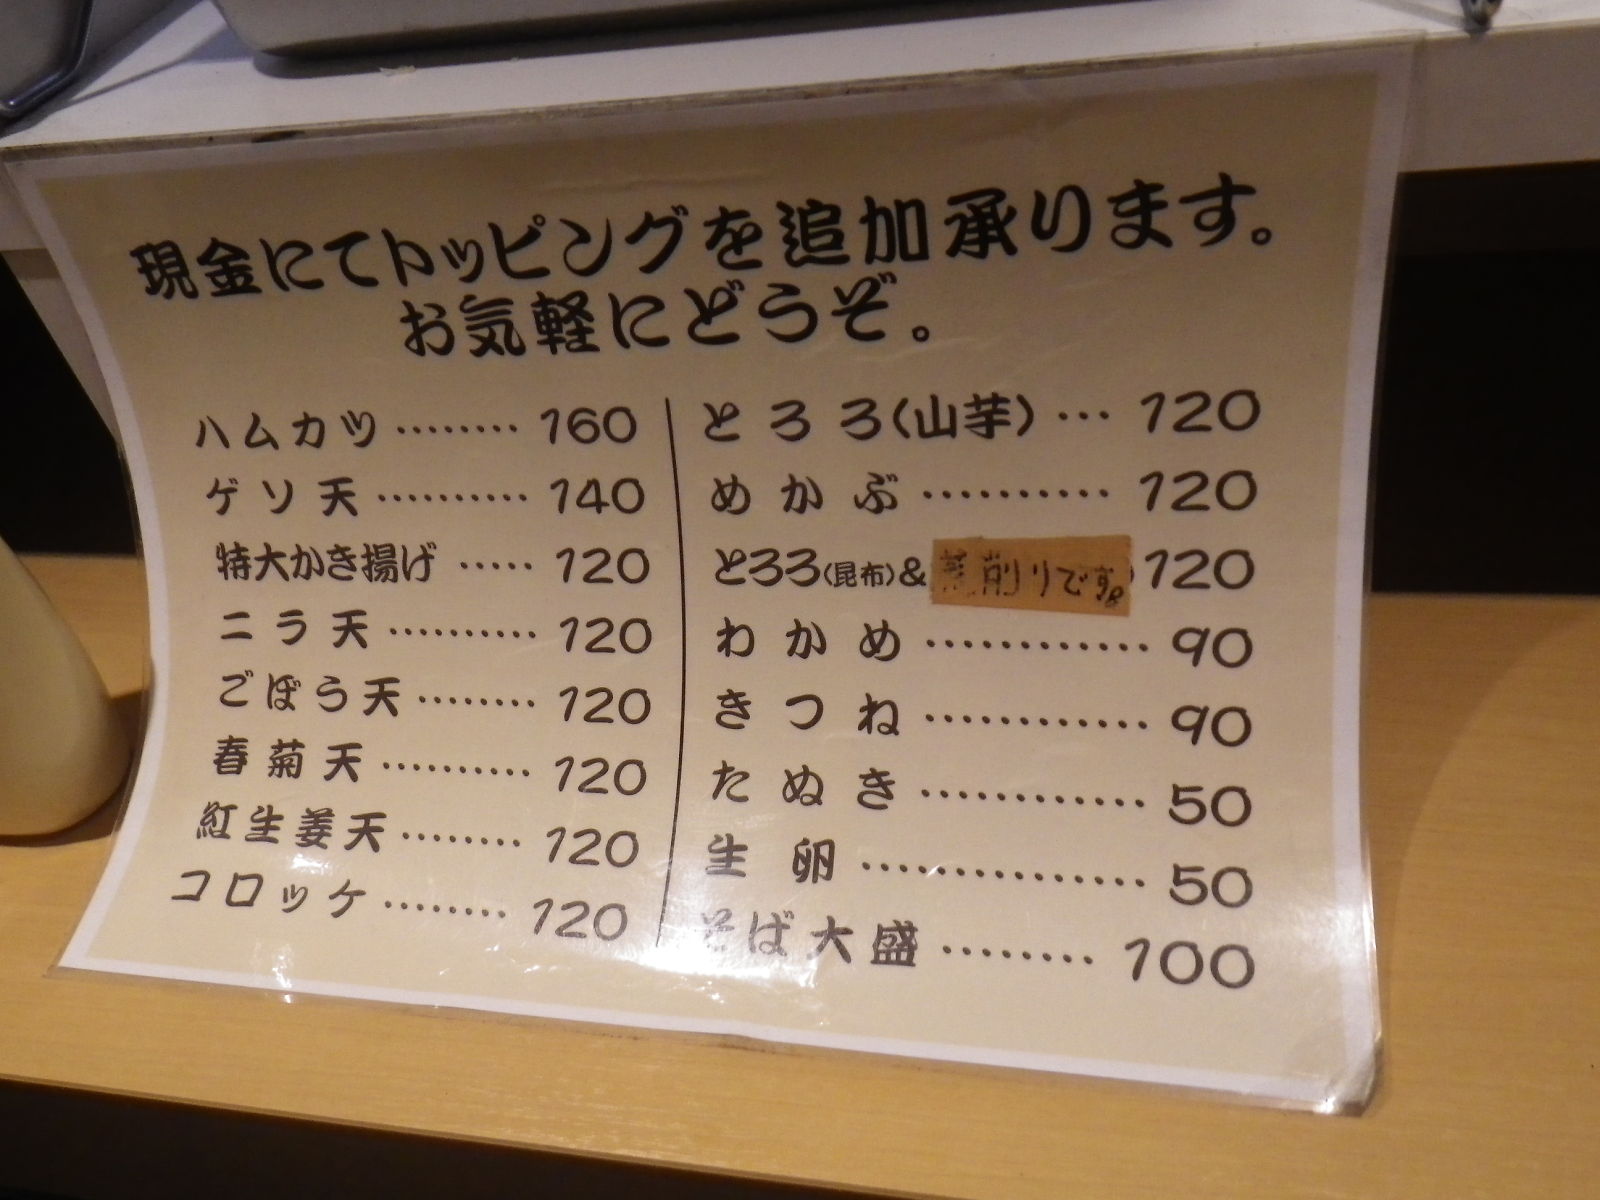 現金にてトッピングを追加承ります。
お気軽にどうぞ。
ハムカツ ‥‥‥‥ 160
ゲソ天 ‥‥‥‥‥ 140
特大かき揚げ ‥‥‥ 120
ニラ天 ‥‥‥‥‥ 120
ごぼう天 ‥‥‥‥ 120
春菊天 ‥‥‥‥‥ 120
紅生姜天 ‥‥‥‥ 120
コロッケ ‥‥‥‥ 120
とろろ(山芋) … 120
めかぶ ‥‥‥‥‥ 120
とろろ(昆布)& 削りです。 120
わかめ ‥‥‥‥‥‥ 90
きつね ‥‥‥‥‥‥ 90
たぬき ‥‥‥‥‥‥ 50
生卵 ‥‥‥‥‥‥‥‥ 50
そば大盛 ‥‥‥‥ 100